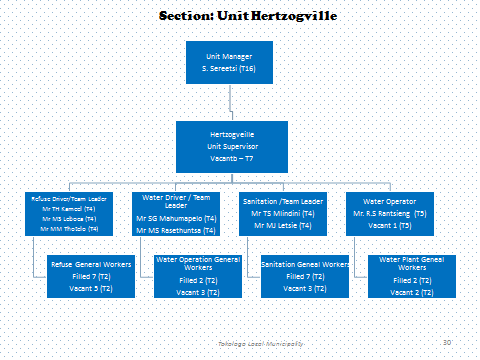 Section: Unit Hertzogville
Unit Manager
S. Sereetsi (T16)
Hertzogveille
Unit Supervisor
Vacantb – T7
Refuse Driver/Team Leader
Mr TH Kamool (T4)
Mr MS Leboea (T4)
Mr MM Thotelo (T4)
Water Driver / Team
Leader
Mr SG Mahumapelo (T4)
Mr MS Rasethuntsa (T4)
Sanitation /Team Leader
Mr TS Mlindini (T4)
Mr MJ Letsie (T4)
Water Operator
Mr. R.S Rantsieng (T5)
Vacant 1 (T5)
Refuse General Workers
Filled 7 (T2)
Vacant 5 (T2)
Water Operation General
Workers
Filled 2 (T2)
Vacant 3 (T2)
Sanitation Geneal Workers
Filled 7 (T2)
Vacant 3 (T2)
Water Plant Geneal
Workers
Filled 2 (T2)
Vacant 2 (T2)
Tokologo Local Municipality
30